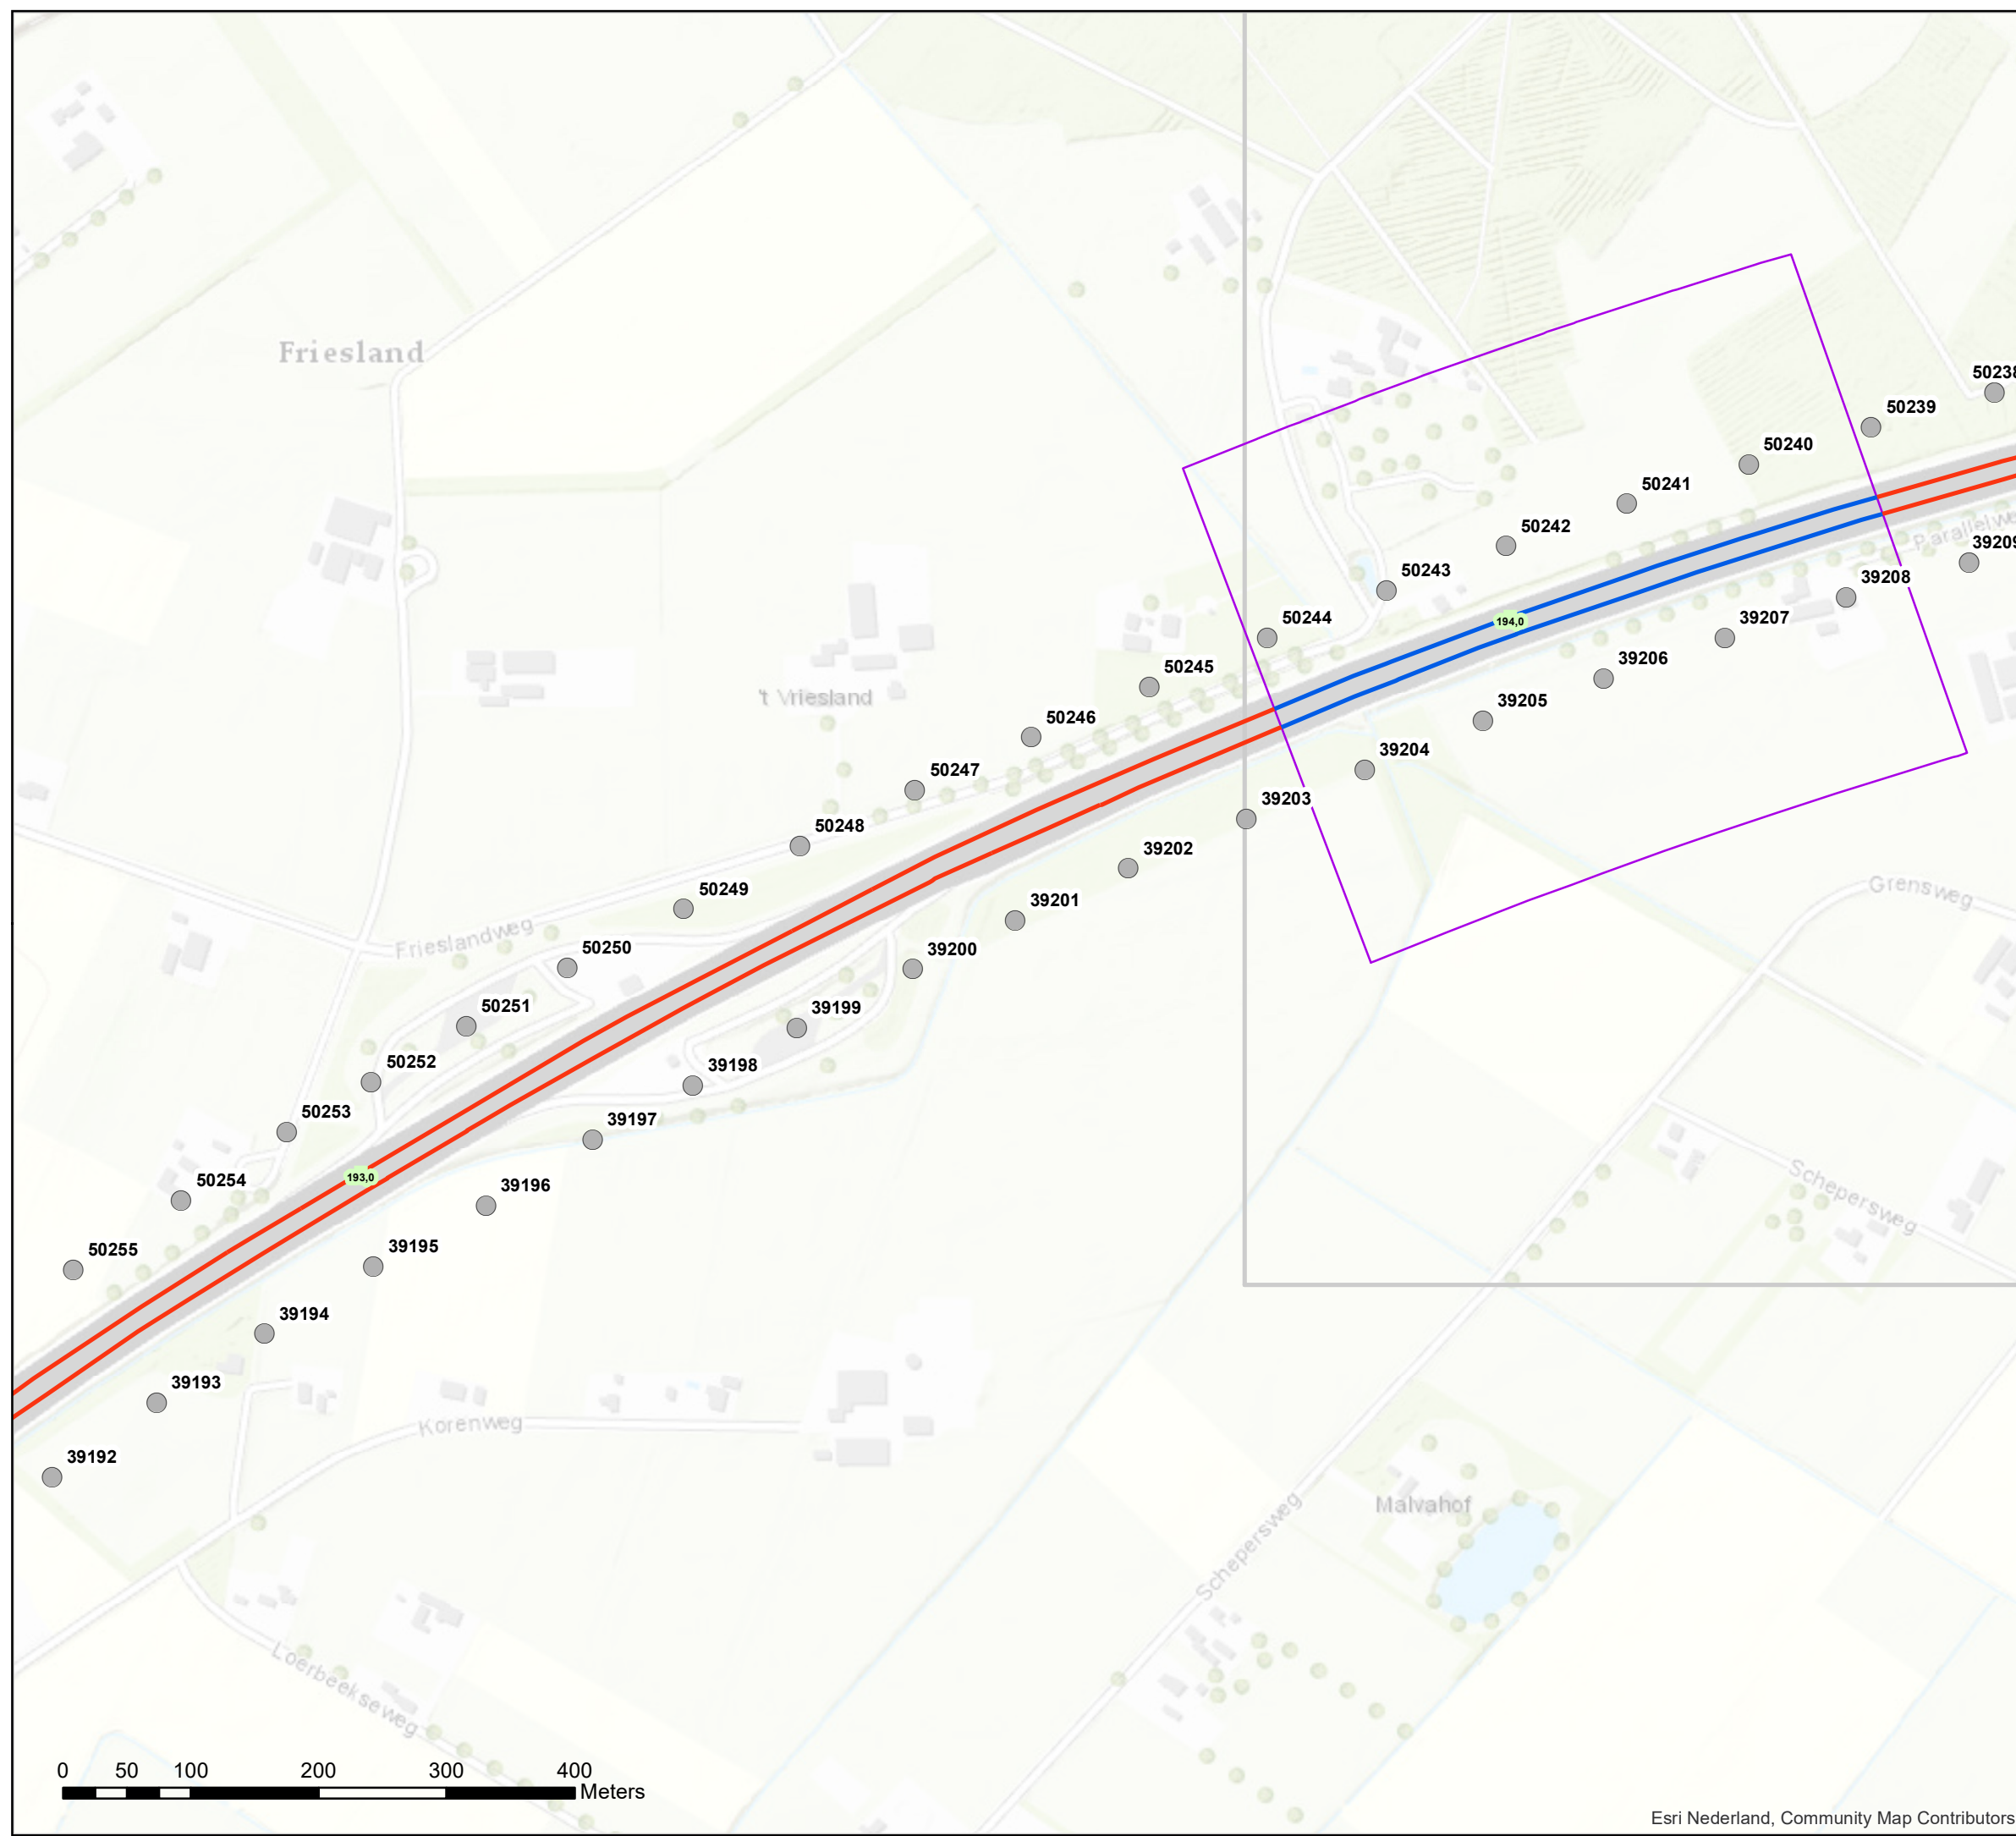 Friesland
50238
50239
50240
50241
50242
Parallelwe
39209
50243
39208
50244
194,0
39207
50245
39206
't Vriesland
39205
50246
39204
50247
39203
50248
39202
Grensweg
50249
39201
Frieslandweg
50250
39200
50251
39199
50252
39198
50253
39197
193,0
50254
39196
Schepersweg
50255
39195
39194
39193
Korenweg
39192
Malvahof
Schepersweg
Loerbeekseweg
0 50 100 200 300 400
Meters
Esri Nederland, Community Map Contributors